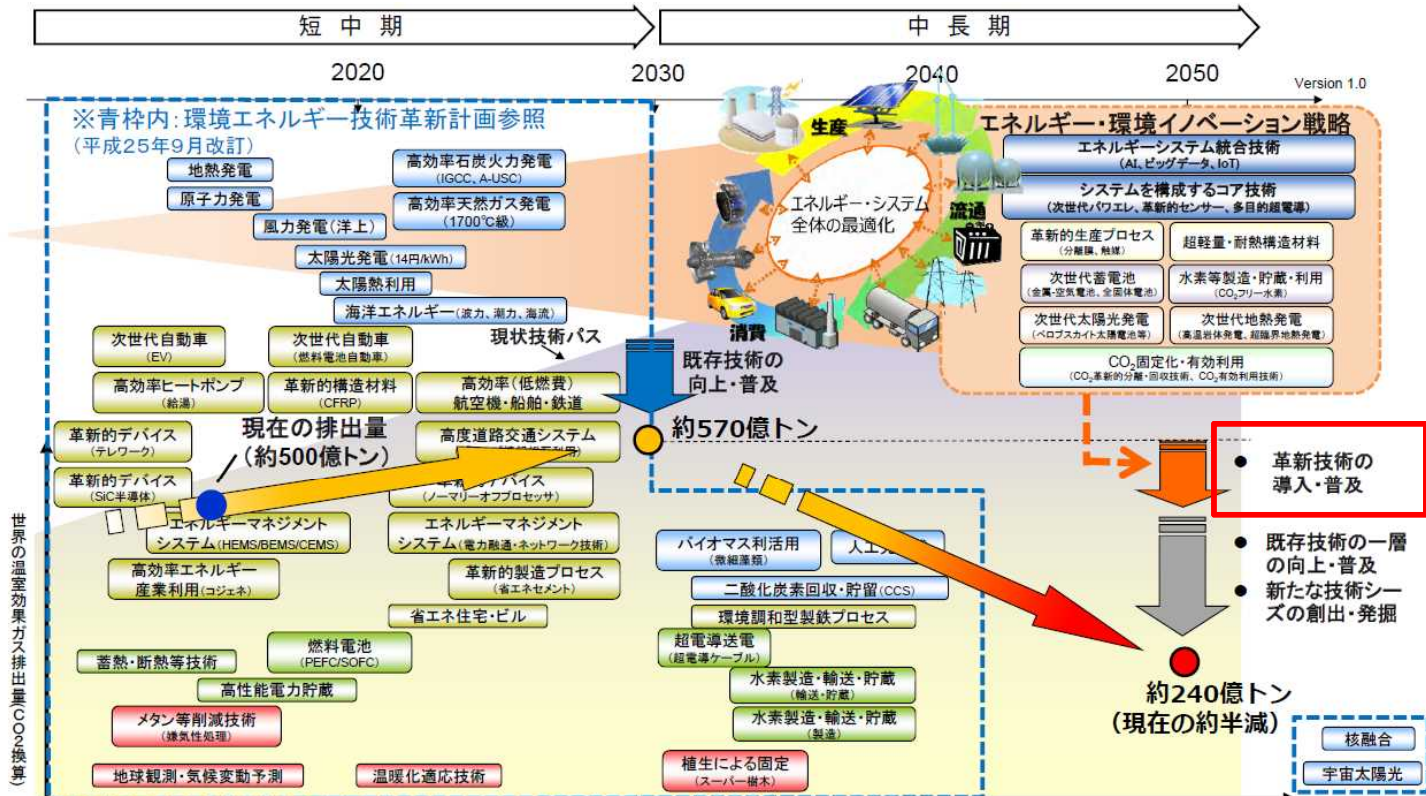 短中期
中長期
2020
2030
2040
2050
Version 1.0
※青枠内：環境エネルギー技術革新計画参照
(平成25年9月改訂)
地熱発電
原子力発電
風力発電(洋上)
太陽光発電(14円/kWh)
太陽熱利用
海洋エネルギー(波力、潮力、海流)
高効率石炭火力発電
(IGCC、A-USC)
高効率天然ガス発電
(1700℃級)
生産
流通
消費
エネルギー・システム
全体の最適化
エネルギー・環境イノベーション戦略
エネルギーシステム統合技術
(AI、ビッグデータ、IoT)
システムを構成するコア技術
(次世代パワエレ、革新的センサー、多目的超電導)
革新的生産プロセス
(分離膜、触媒)
超軽量・耐熱構造材料
次世代蓄電池
(金属-空気電池、全固体電池)
水素等製造・貯蔵・利用
(CO₂フリー水素)
次世代太陽光発電
(ペロブスカイト太陽電池等)
次世代地熱発電
(高温岩体発電、超臨界地熱発電)
CO₂固定化・有効利用
(CO₂革新的分離・回収技術、CO₂有効利用技術)
次世代自動車
(EV)
次世代自動車
(燃料電池自動車)
現状技術パス
既存技術の
向上・普及
高効率ヒートポンプ
(給湯)
革新的構造材料
(CFRP)
高効率(低燃費)
航空機・船舶・鉄道
革新的デバイス
(テレワーク)
現在の排出量
(約500億トン)
高度道路交通システム
約570億トン
革新的デバイス
(SiC半導体)
革新的デバイス
(ノーマリーオフプロセッサ)
エネルギーマネジメント
システム(HEMS/BEMS/CEMS)
エネルギーマネジメント
システム(電力融通・ネットワーク技術)
高効率エネルギー
産業利用(コジェネ)
革新的製造プロセス
(省エネセメント)
省エネ住宅・ビル
燃料電池
(PEFC/SOFC)
蓄熱・断熱等技術
高性能電力貯蔵
メタン等削減技術
(嫌気性処理)
地球観測・気候変動予測
温暖化適応技術
バイオマス利活用
(微細藻類)
人工光
二酸化炭素回収・貯留(CCS)
環境調和型製鉄プロセス
超電導送電
(超電導ケーブル)
水素製造・輸送・貯蔵
(輸送・貯蔵)
水素製造・輸送・貯蔵
(製造)
植生による固定
(スーパー樹木)
● 革新技術の
導入・普及
● 既存技術の一層
の向上・普及
● 新たな技術シー
ズの創出・発掘
約240億トン
(現在の約半減)
核融合
宇宙太陽光
世界の温室効果ガス排出量(CO2換算)